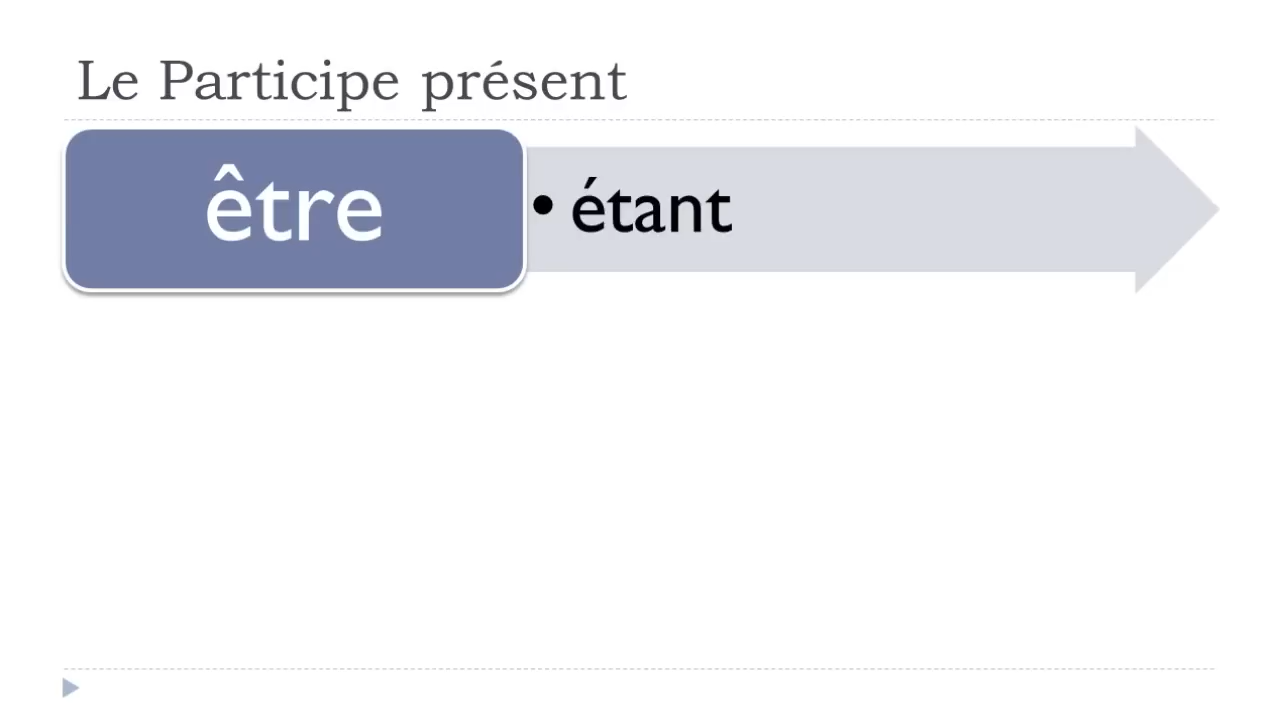 Le Participe présent
être
• étant